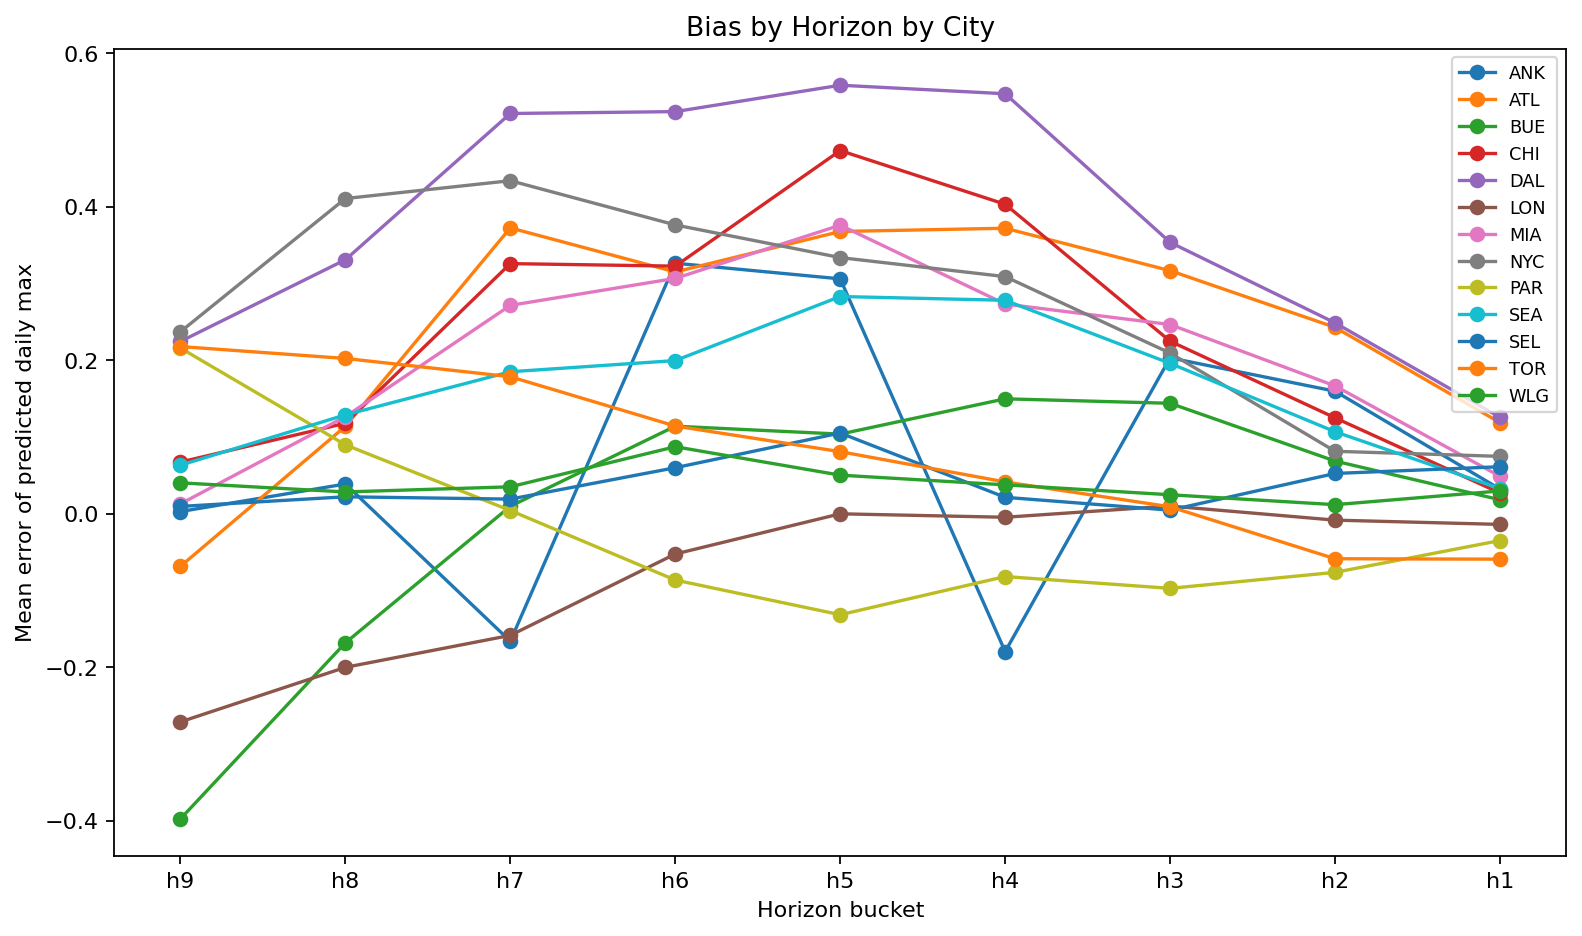 Bias by Horizon by City
Mean error of predicted daily max
0.6
0.4
0.2
0.0
−0.2
−0.4
ANK
ATL
BUE
CHI
DAL
LON
MIA
NYC
PAR
SEA
SEL
TOR
WLG
h9 h8 h7 h6 h5 h4 h3 h2 h1
Horizon bucket